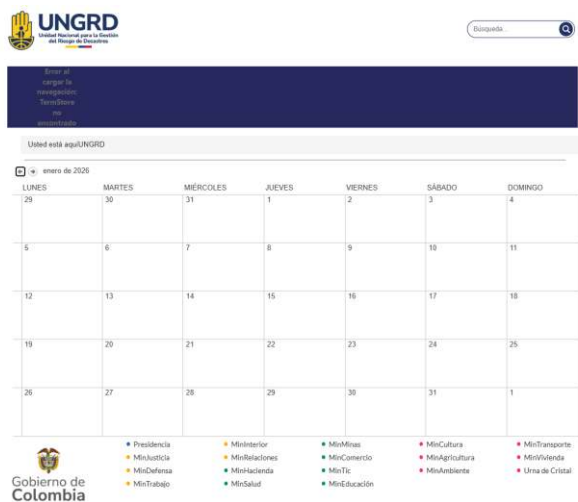 UNGRD
Unidad Nacional para la Gestión
del Riesgo de Desastres
Búsqueda...
Error al
cargar la
navegación:
TermStore
no
encontrado
Usted está aquíUNGRD
enero de 2026
LUNES MARTES MIÉRCOLES JUEVES VIERNES SÁBADO DOMINGO
29 30 31 1 2 3 4
5 6 7 8 9 10 11
12 13 14 15 16 17 18
19 20 21 22 23 24 25
26 27 28 29 30 31 1
Presidencia MinInterior MinMinas MinCultura MinTransporte
MinJusticia MinRelaciones MinComercio MinAgricultura MinVivienda
MinDefensa MinHacienda MinTic MinAmbiente Urna de Cristal
MinTrabajo MinSalud MinEducación
Gobierno de
Colombia